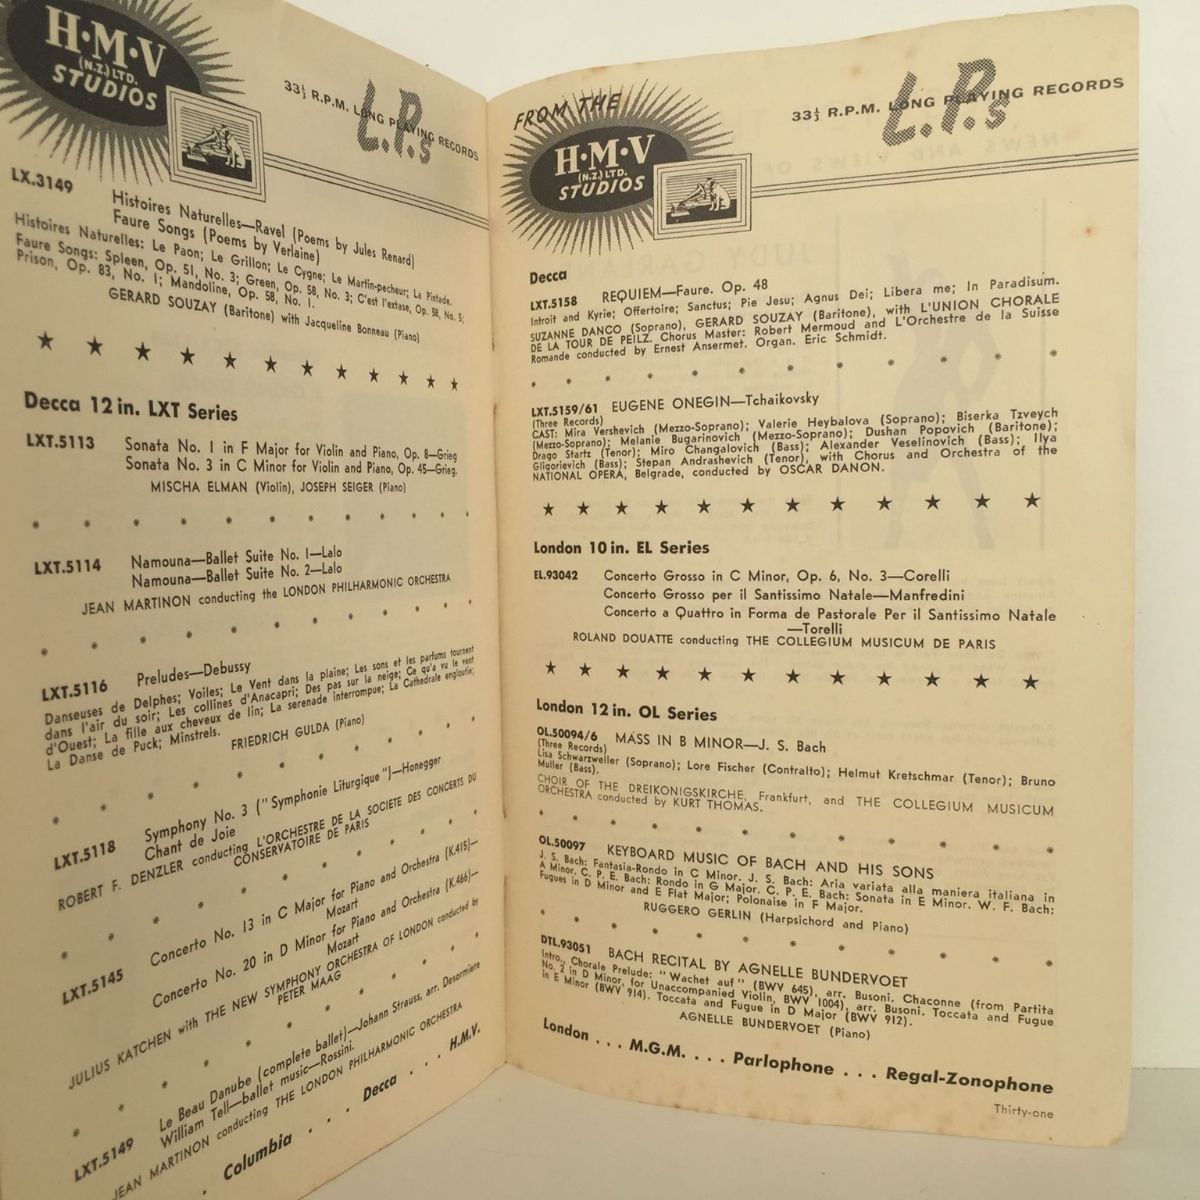 H·M·V
(N.Z.) LTD.
STUDIOS
33⅓ R.P.M. LONG PLAYING RECORDS
L.P.s
LX.3149
Histoires Naturelles—Ravel (Poems by Jules Renard)
Faure Songs (Poems by Verlaine)
Histoires Naturelles: Le Paon; Le Grillon; Le Cygne; Le Martin-pecheur; La Pintade.
Faure Songs: Spleen, Op. 51, No. 3; Green, Op. 58, No. 3; C'est l'extase, Op. 58, No. 5;
Prison, Op. 83, No. 1; Mandoline, Op. 58, No. 1.
GERARD SOUZAY (Baritone) with Jacqueline Bonneau (Piano)
Decca 12 in. LXT Series
LXT.5113 Sonata No. 1 in F Major for Violin and Piano, Op. 8—Grieg
Sonata No. 3 in C Minor for Violin and Piano, Op. 45—Grieg.
MISCHA ELMAN (Violin), JOSEPH SEIGER (Piano)
LXT.5114 Namouna—Ballet Suite No. 1—Lalo
Namouna—Ballet Suite No. 2—Lalo
JEAN MARTINON conducting the LONDON PHILHARMONIC ORCHESTRA
LXT.5116 Preludes—Debussy
Danseuses de Delphes; Voiles; Le Vent dans la plaine; Les sons et les parfums tournent
dans l'air du soir; Les collines d'Anacapri; Des pas sur la neige; Ce qu'a vu le vent
d'Ouest; La fille aux cheveux de lin; La serenade interrompue; La Cathedrale engloutie;
La Danse de Puck; Minstrels.
FRIEDRICH GULDA (Piano)
LXT.5118 Symphony No. 3 ("Symphonie Liturgique")—Honegger
Chant de Joie
ROBERT F. DENZLER conducting L'ORCHESTRE DE LA SOCIETE DES CONCERTS DU
CONSERVATOIRE DE PARIS
LXT.5145 Concerto No. 13 in C Major for Piano and Orchestra (K.415)—
Mozart
Concerto No. 20 in D Minor for Piano and Orchestra (K.466)—
Mozart
JULIUS KATCHEN with THE NEW SYMPHONY ORCHESTRA OF LONDON conducted by
PETER MAAG
LXT.5149 Le Beau Danube (complete ballet)—Johann Strauss, arr. Desormiere
William Tell—ballet music—Rossini.
JEAN MARTINON conducting THE LONDON PHILHARMONIC ORCHESTRA
. Columbia . . . Decca . . H.M.V.
FROM THE
H·M·V
(N.Z.) LTD.
STUDIOS
33⅓ R.P.M. LONG PLAYING RECORDS
L.P.s
Decca
LXT.5158 REQUIEM—Faure. Op. 48
Introit and Kyrie; Offertoire; Sanctus; Pie Jesu; Agnus Dei; Libera me; In Paradisum.
SUZANNE DANCO (Soprano), GERARD SOUZAY (Baritone), with L'UNION CHORALE
DE LA TOUR DE PEILZ. Chorus Master: Robert Mermoud and L'Orchestre de la Suisse
Romande conducted by Ernest Ansermet. Organ. Eric Schmidt.
LXT.5159/61 EUGENE ONEGIN—Tchaikovsky
(Three Records)
CAST: Mira Vershevich (Mezzo-Soprano); Valerie Heybalova (Soprano); Biserka Tzveych
(Mezzo-Soprano); Melanie Bugarinovich (Mezzo-Soprano); Dushan Popovich (Baritone);
Drago Startz (Tenor); Miro Changalovich (Bass); Alexander Veselinovich (Bass); Ilya
Gligorievich (Bass); Stepan Andrashevich (Tenor), with Chorus and Orchestra of the
NATIONAL OPERA, Belgrade, conducted by OSCAR DANON.
London 10 in. EL Series
EL.93042 Concerto Grosso in C Minor, Op. 6, No. 3—Corelli
Concerto Grosso per il Santissimo Natale—Manfredini
Concerto a Quattro in Forma de Pastorale Per il Santissimo Natale
—Torelli
ROLAND DOUATTE conducting THE COLLEGIUM MUSICUM DE PARIS
London 12 in. OL Series
OL.50094/6 MASS IN B MINOR—J. S. Bach
(Three Records)
Lisa Schwarzweller (Soprano); Lore Fischer (Contralto); Helmut Kretschmar (Tenor); Bruno
Muller (Bass).
CHOIR OF THE DREIKONIGSKIRCHE, Frankfurt, and THE COLLEGIUM MUSICUM
ORCHESTRA conducted by KURT THOMAS.
OL.50097 KEYBOARD MUSIC OF BACH AND HIS SONS
J. S. Bach: Fantasia-Rondo in C Minor. J. S. Bach: Aria variata alla maniera italiana in
A Minor. C. P. E. Bach: Rondo in G Major. C. P. E. Bach: Sonata in E Minor. W. F. Bach:
Fugues in D Minor and E Flat Major; Polonaise in F Major.
RUGGERO GERLIN (Harpsichord and Piano)
DTL.93051 BACH RECITAL BY AGNELLE BUNDERVOET
Intro., Chorale Prelude: "Wachet auf" (BWV 645), arr. Busoni. Chaconne (from Partita
No. 2 in D Minor, for Unaccompanied Violin, BWV 1004), arr. Busoni. Toccata and Fugue
in E Minor (BWV 914). Toccata and Fugue in D Major (BWV 912).
AGNELLE BUNDERVOET (Piano)
London . . . M.G.M. . . . Parlophone . . . Regal-Zonophone
Thirty-one